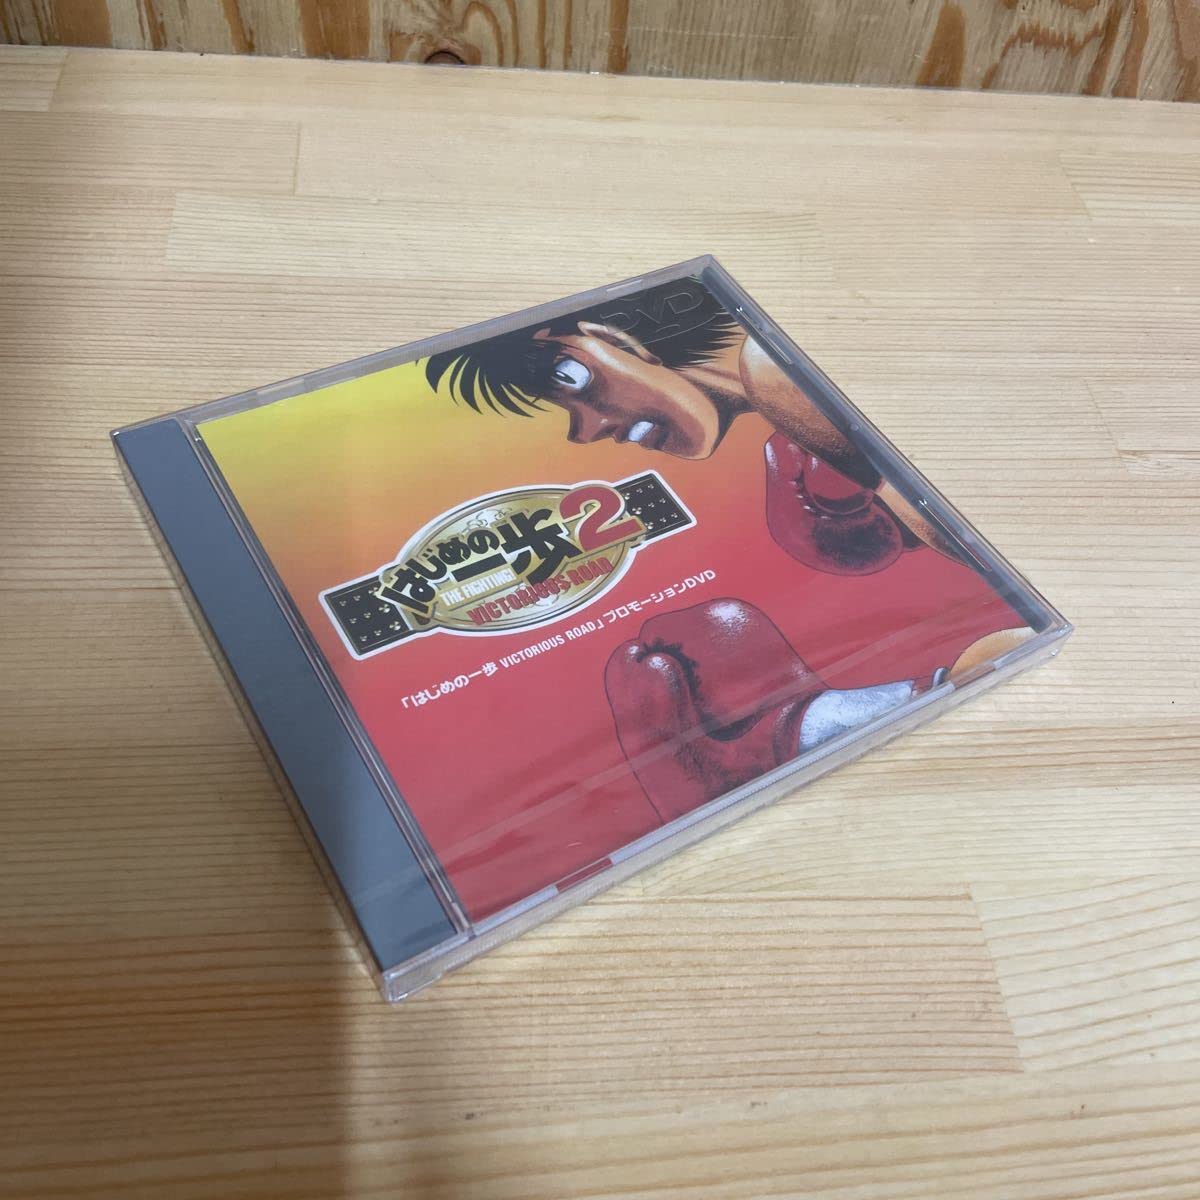 DVD
はじめの一歩2
THE FIGHTING!
VICTORIOUS ROAD
「はじめの一歩 VICTORIOUS ROAD」プロモーションDVD